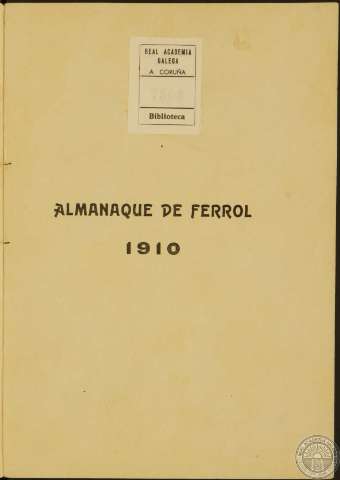 REAL ACADEMIA
GALEGA
A CORUÑA
Biblioteca
ALMANAQUE DE FERROL
1910